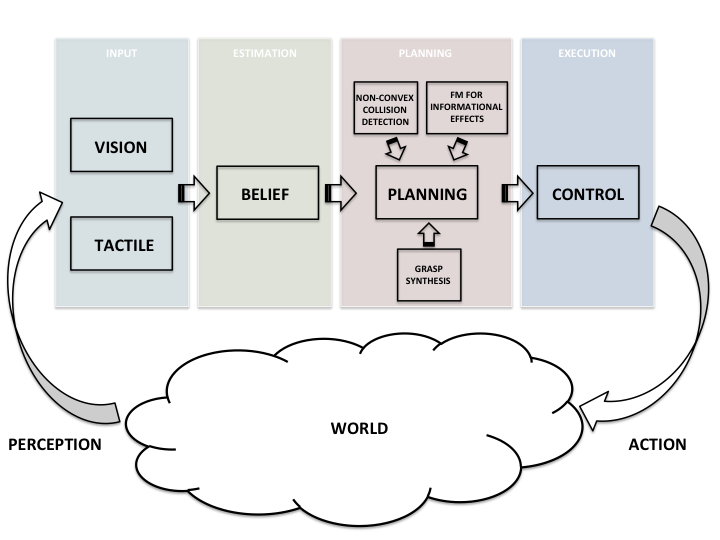 INPUT
ESTIMATION
PLANNING
EXECUTION
NON-CONVEX
COLLISION
DETECTION
FM FOR
INFORMATIONAL
EFFECTS
VISION
TACTILE
BELIEF
PLANNING
CONTROL
GRASP
SYNTHESIS
WORLD
PERCEPTION
ACTION